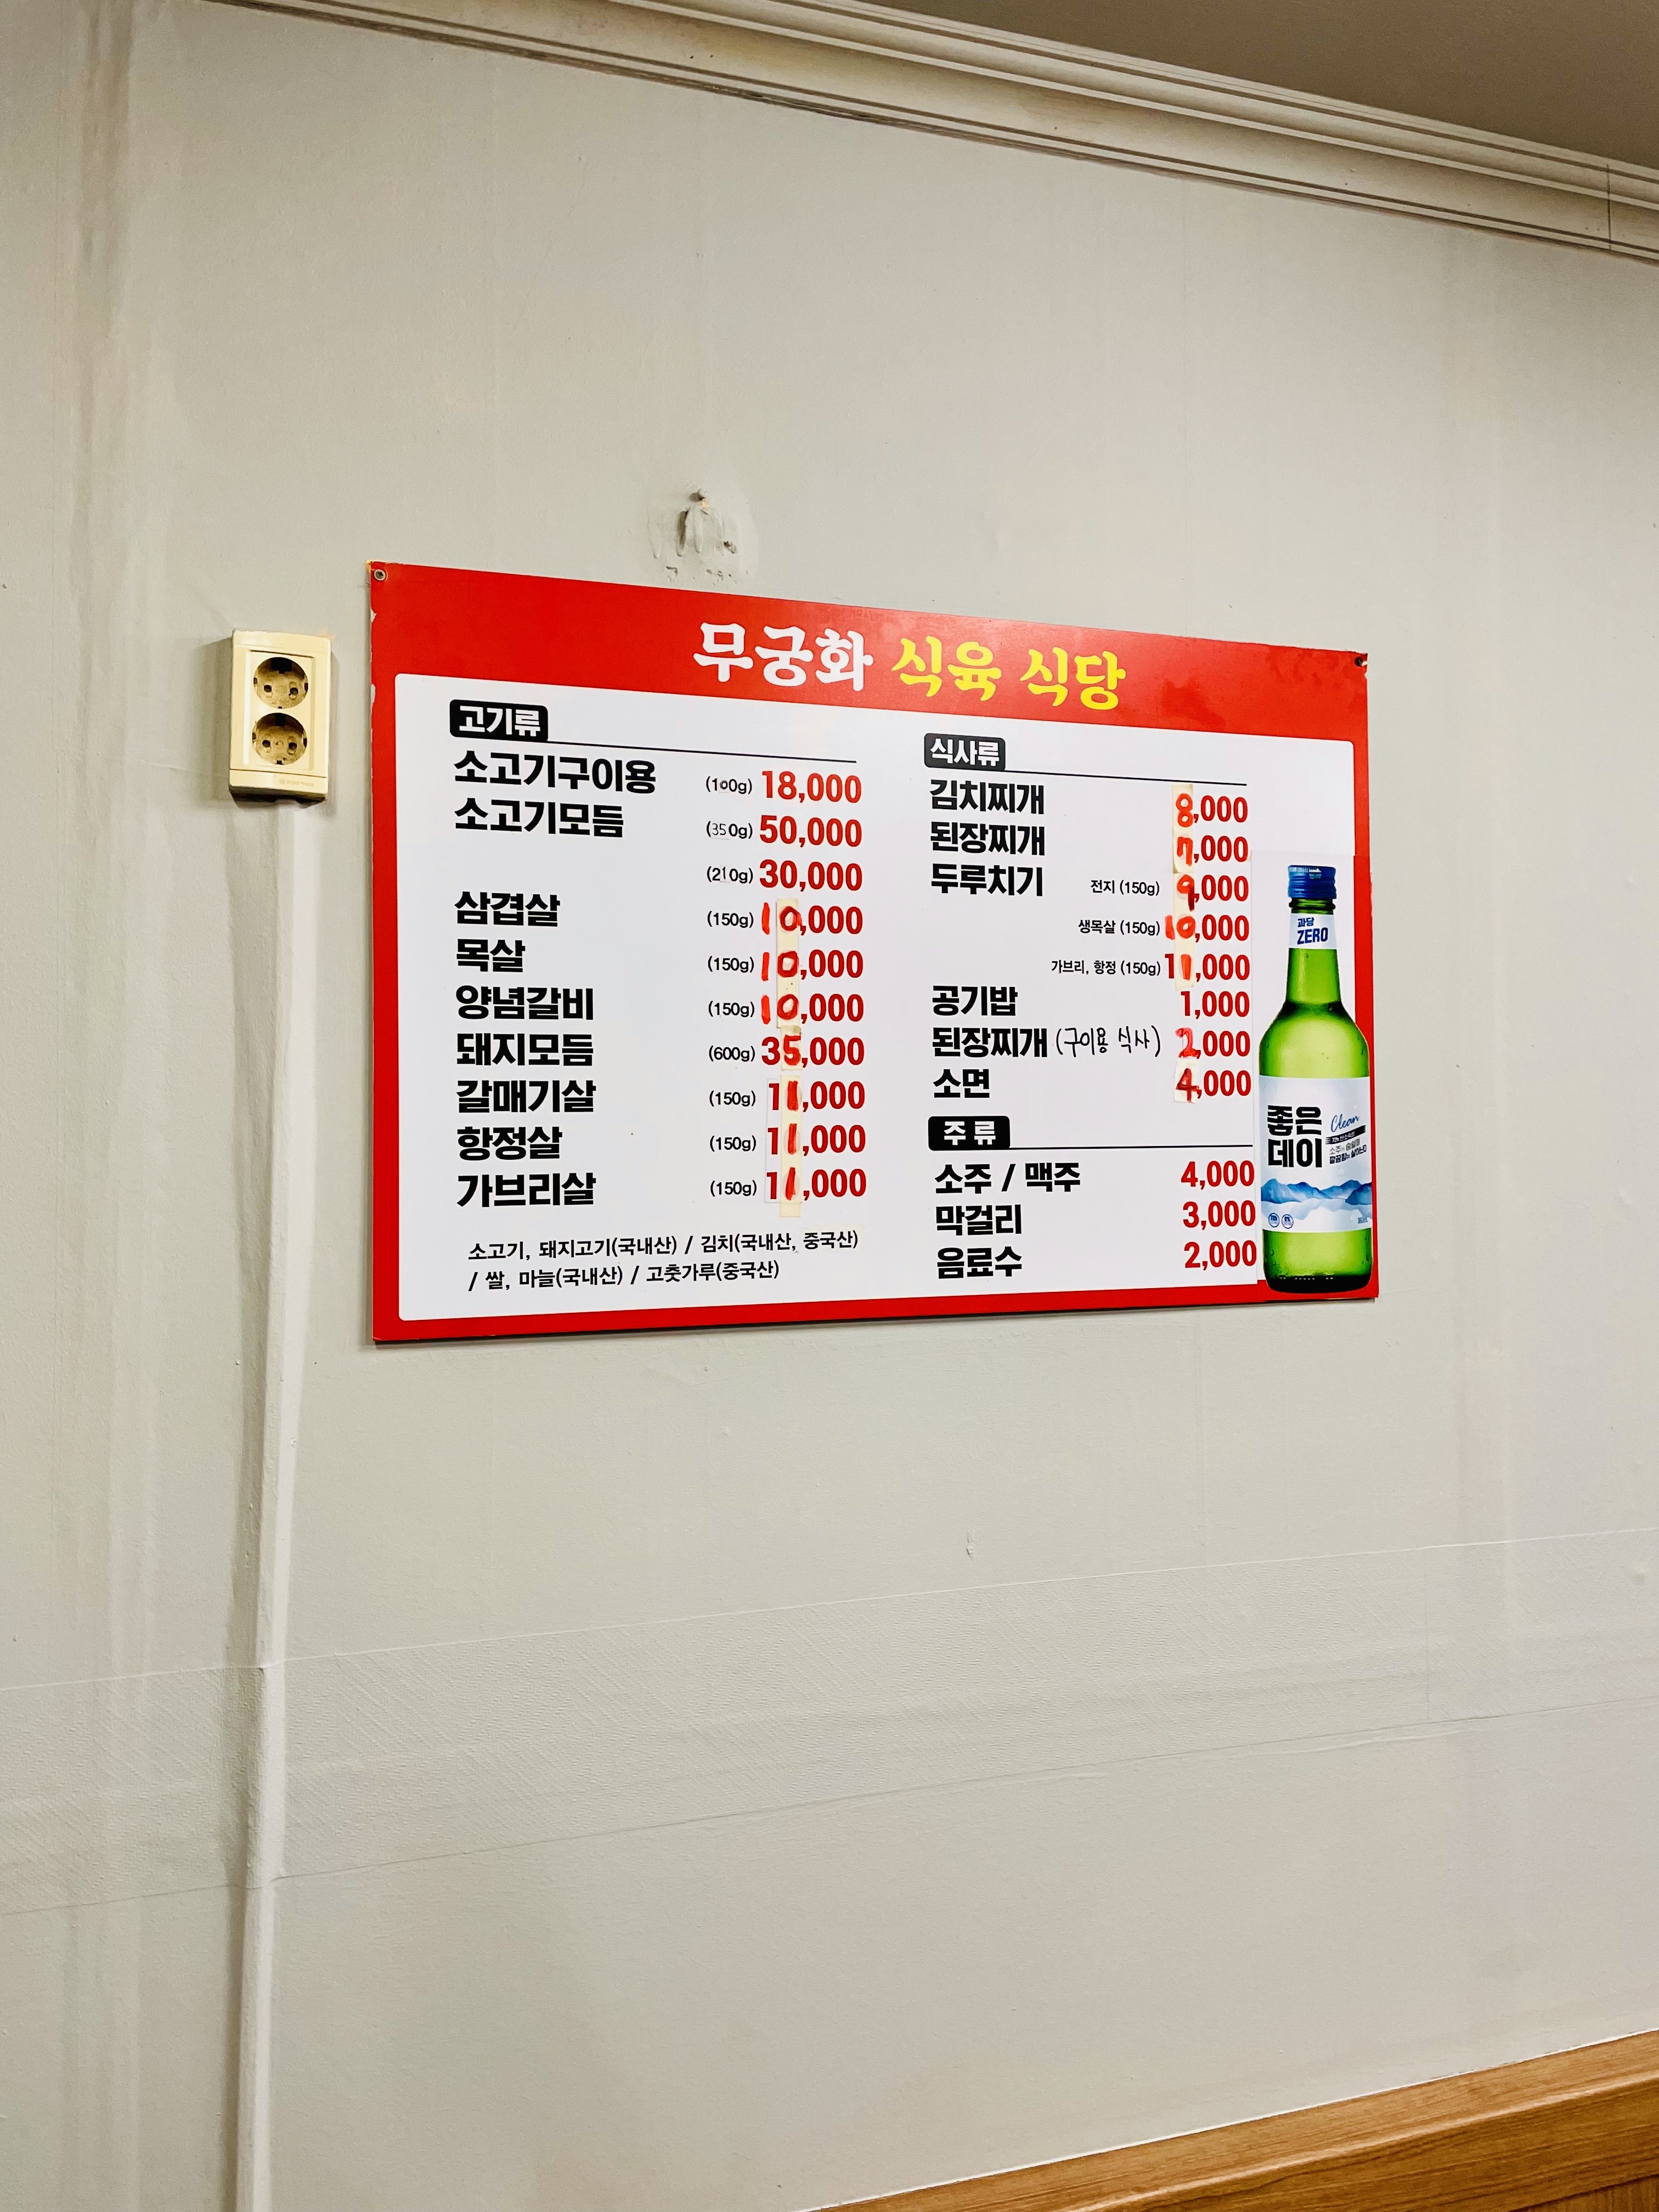 무궁화 식육 식당
고기류
소고기구이용 (100g) 18,000
소고기모듬 (350g) 50,000
(210g) 30,000
삼겹살 (150g) 10,000
목살 (150g) 10,000
양념갈비 (150g) 10,000
돼지모듬 (600g) 35,000
갈매기살 (150g) 11,000
항정살 (150g) 11,000
가브리살 (150g) 11,000
소고기, 돼지고기(국내산) / 김치(국내산, 중국산)
/ 쌀, 마늘(국내산) / 고춧가루(중국산)
식사류
김치찌개 8,000
된장찌개 7,000
두루치기 전지 (150g) 9,000
생목살 (150g) 10,000
가브리, 항정 (150g) 11,000
공기밥 1,000
된장찌개 (구이용 식사) 2,000
소면 4,000
주류
소주 / 맥주 4,000
막걸리 3,000
음료수 2,000
과당
ZERO
좋은
데이
Clean